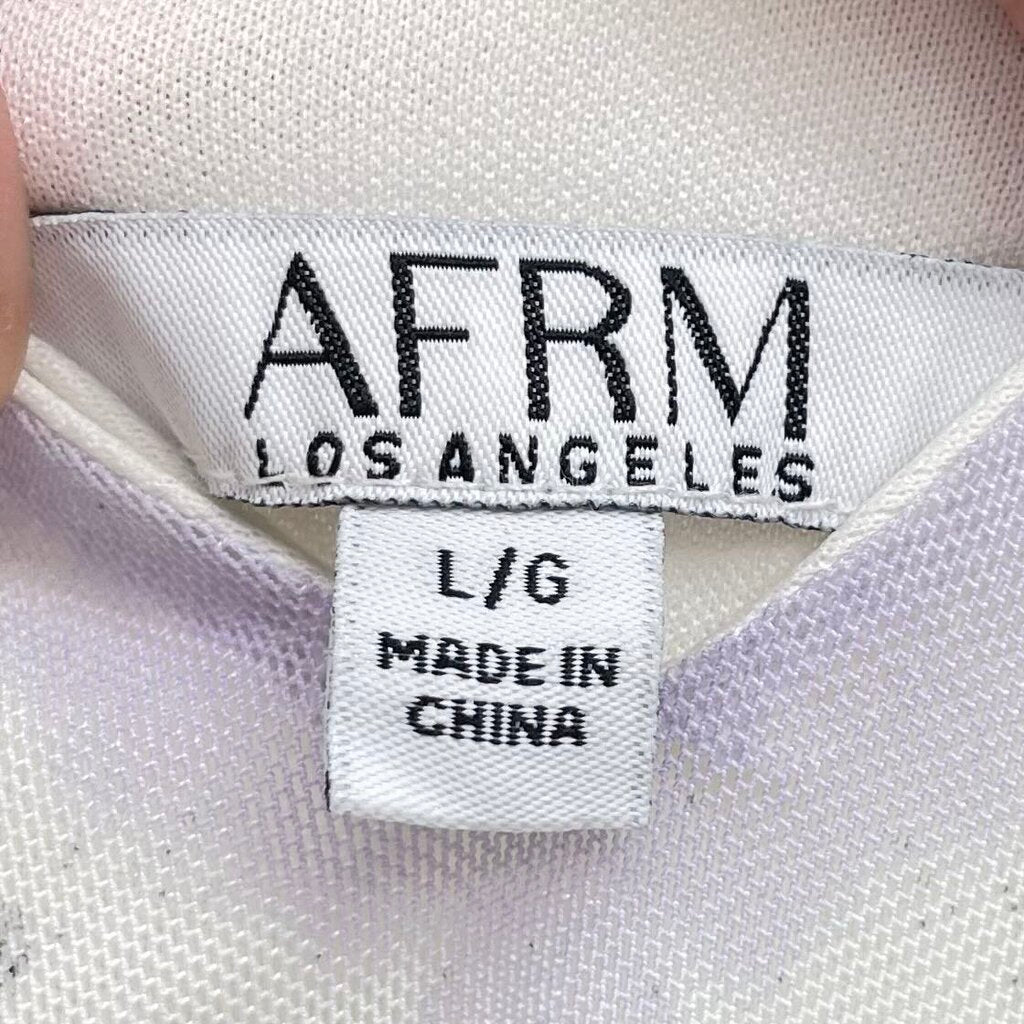 AFRM
LOS ANGELES
L/G
MADE IN
CHINA